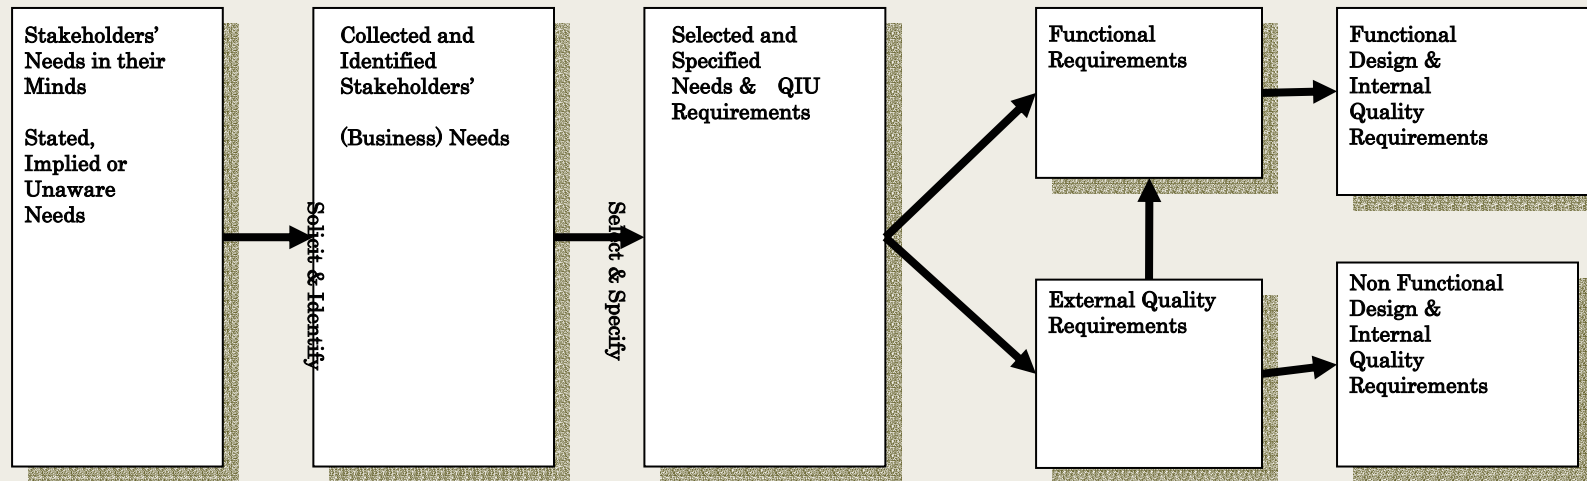 Stakeholders’
Needs in their
Minds
Stated,
Implied or
Unaware
Needs
Solicit & Identify
Collected and
Identified
Stakeholders’
(Business) Needs
Select & Specify
Selected and
Specified
Needs & QIU
Requirements
Functional
Requirements
External Quality
Requirements
Functional
Design &
Internal
Quality
Requirements
Non Functional
Design &
Internal
Quality
Requirements